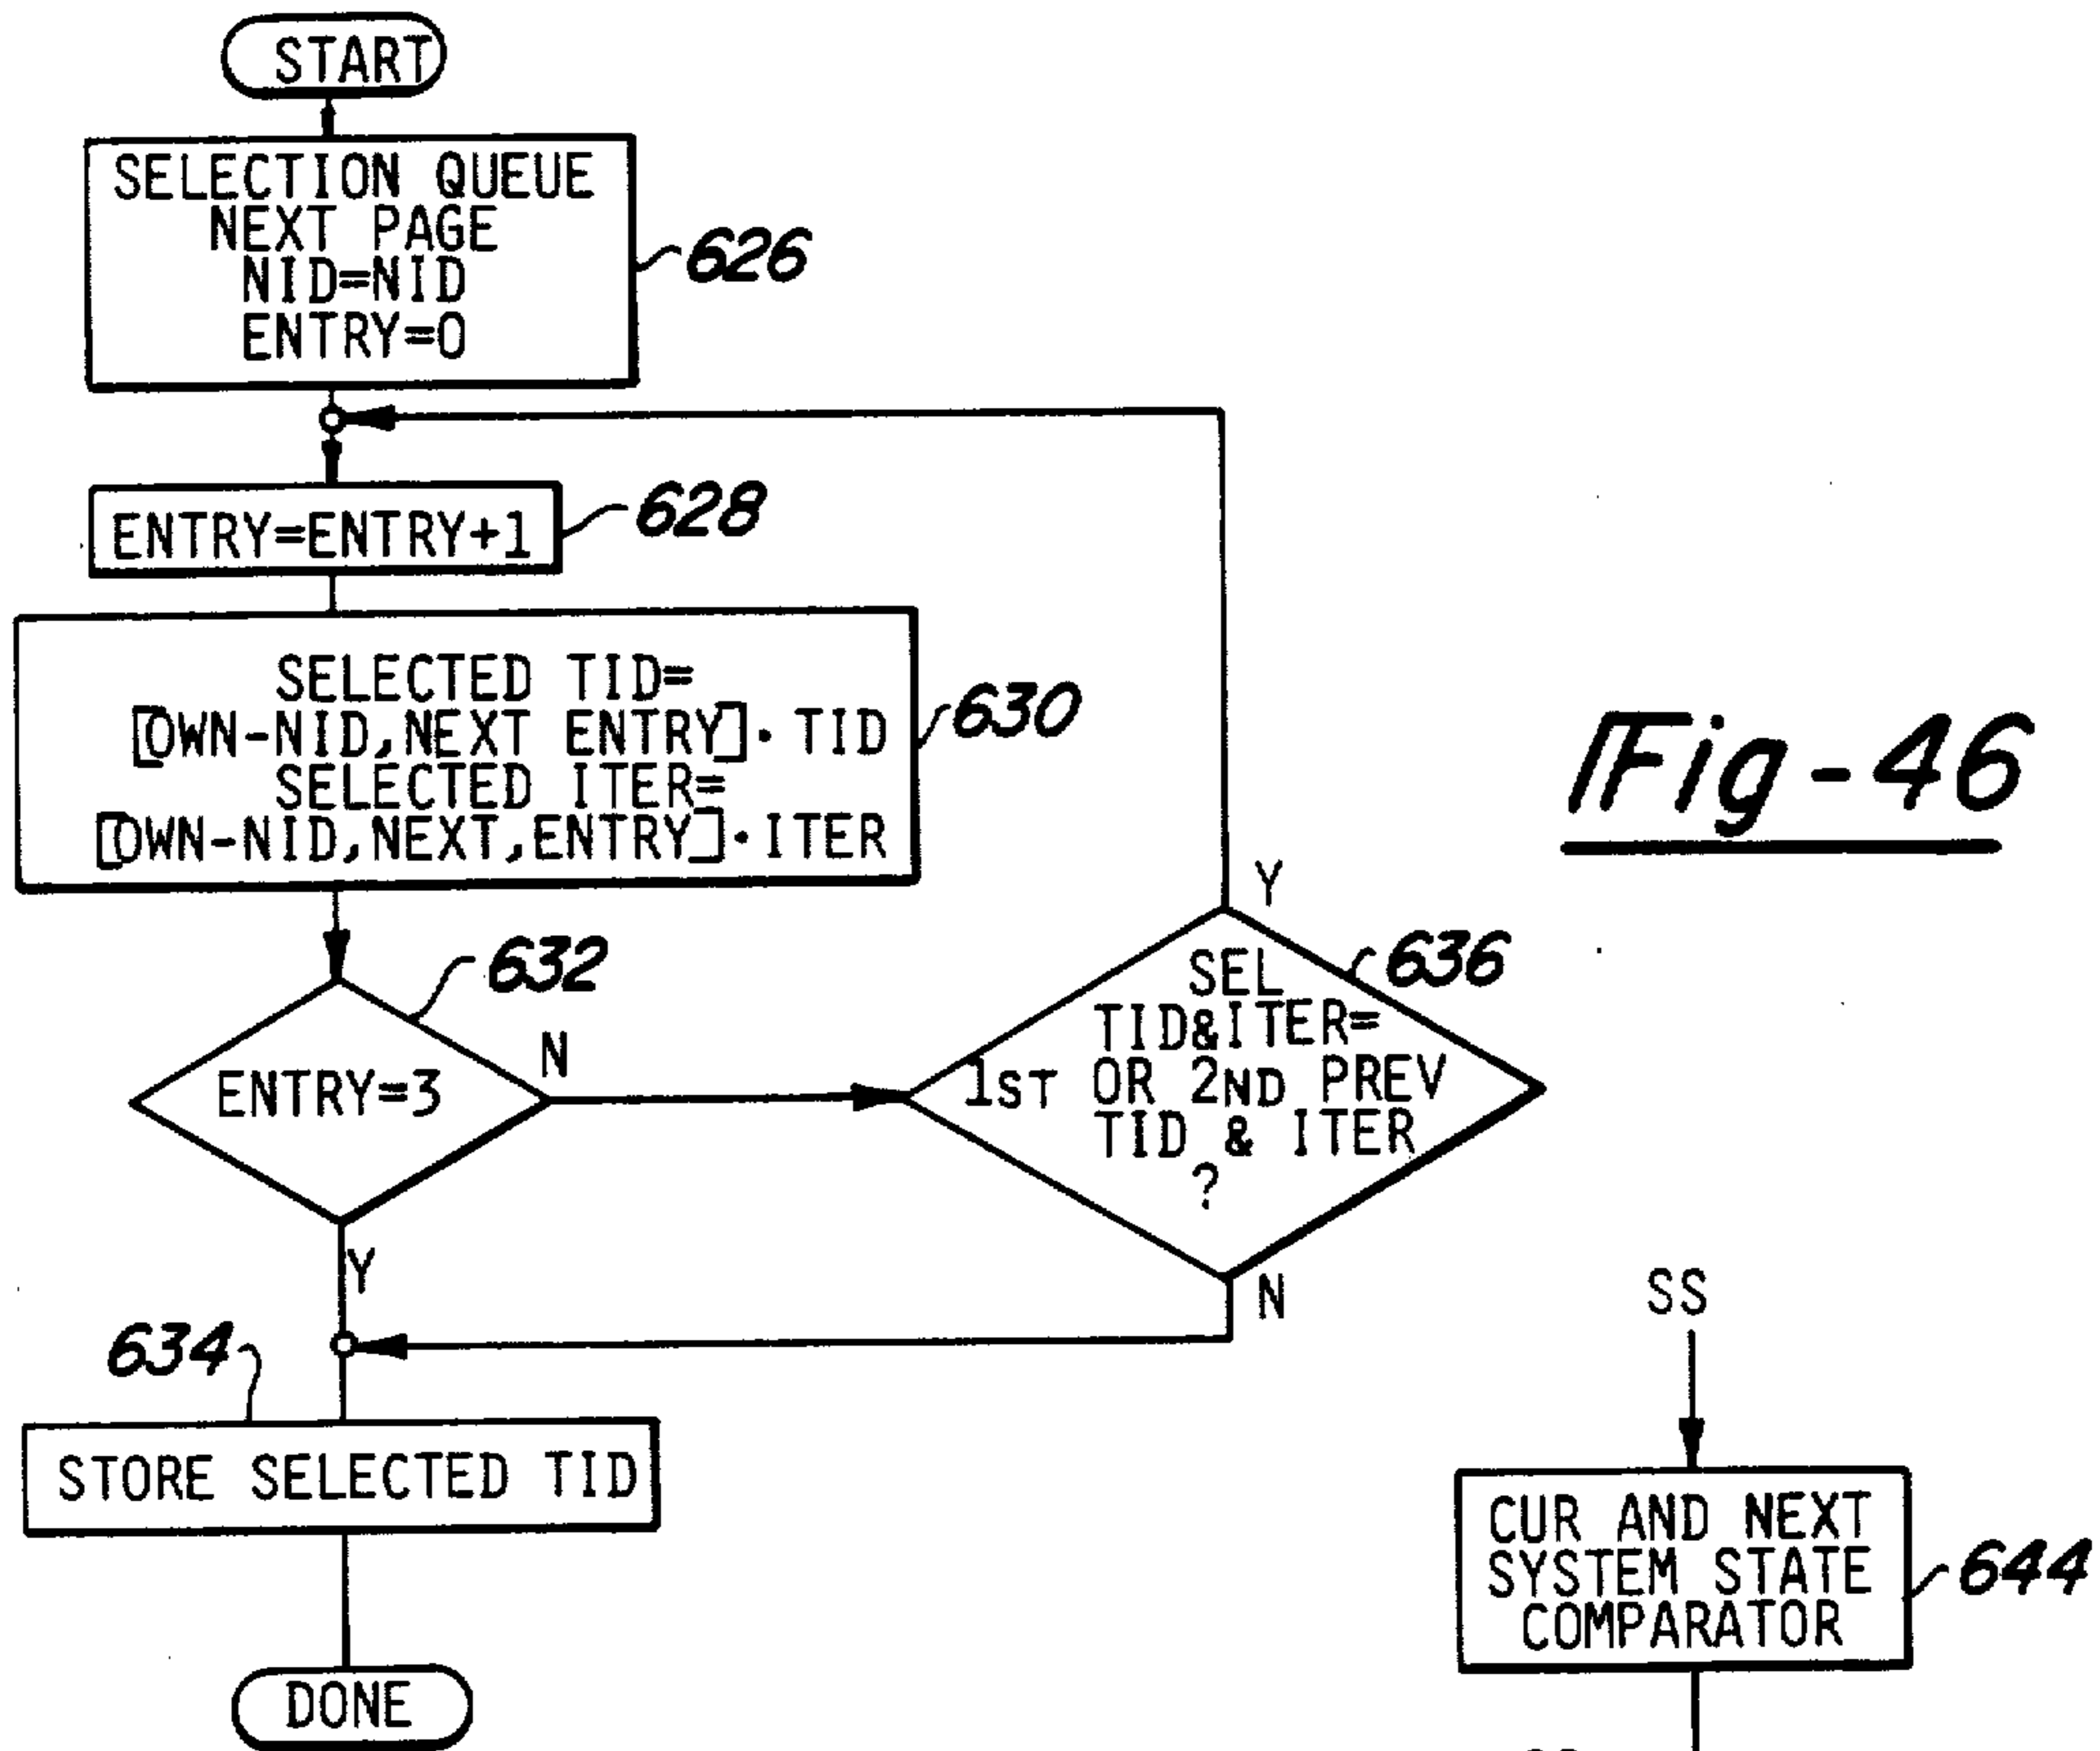 START
SELECTION QUEUE
NEXT PAGE
NID=NID
ENTRY=0
626
ENTRY=ENTRY+1
628
SELECTED TID=
[OWN-NID,NEXT ENTRY]·TID
SELECTED ITER=
[OWN-NID,NEXT,ENTRY]·ITER
630
Fig-46
632
ENTRY=3
N
Y
Y
636
SEL
TID&ITER=
1ST OR 2ND PREV
TID & ITER
?
N
634
STORE SELECTED TID
DONE
SS
CUR AND NEXT
SYSTEM STATE
COMPARATOR
644